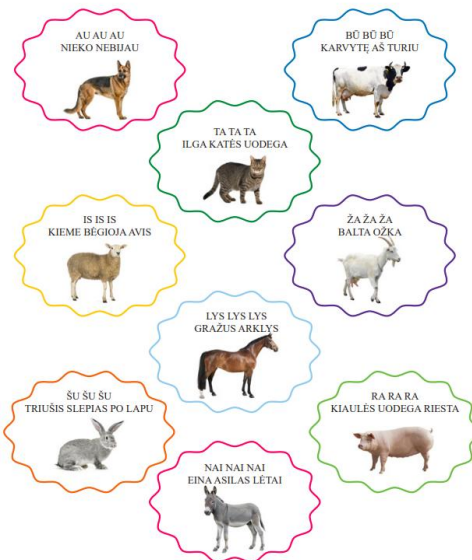 AU AU AU
NIEKO NEBIJAU
BŪ BŪ BŪ
KARVYTĘ AŠ TURIU
TA TA TA
ILGA KATĖS UODEGA
IS IS IS
KIEME BĖGIOJA AVIS
ŽA ŽA ŽA
BALTA OŽKA
LYS LYS LYS
GRAŽUS ARKLYS
ŠU ŠU ŠU
TRIUŠIS SLEPIAS PO LAPU
RA RA RA
KIAULĖS UODEGA RIESTA
NAI NAI NAI
EINA ASILAS LĖTAI